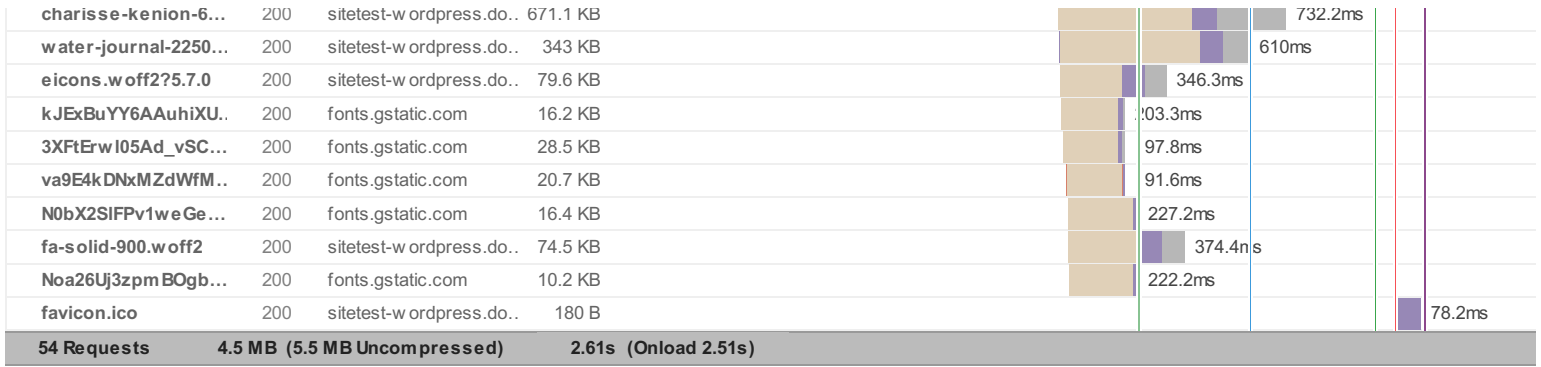 charisse-kenion-6... 200 sitetest-wordpress.do.. 671.1 KB 732.2ms
water-journal-2250... 200 sitetest-wordpress.do.. 343 KB 610ms
eicons.woff2?5.7.0 200 sitetest-wordpress.do.. 79.6 KB 346.3ms
kJExBuYY6AAuhiXU.. 200 fonts.gstatic.com 16.2 KB 203.3ms
3XFtErwI05Ad_vSC... 200 fonts.gstatic.com 28.5 KB 97.8ms
va9E4kDNxMZdWfM.. 200 fonts.gstatic.com 20.7 KB 91.6ms
N0bX2SlFPv1weGe... 200 fonts.gstatic.com 16.4 KB 227.2ms
fa-solid-900.woff2 200 sitetest-wordpress.do.. 74.5 KB 374.4ms
Noa26Uj3zpmBOgb... 200 fonts.gstatic.com 10.2 KB 222.2ms
favicon.ico 200 sitetest-wordpress.do.. 180 B 78.2ms
54 Requests 4.5 MB (5.5 MB Uncompressed) 2.61s (Onload 2.51s)